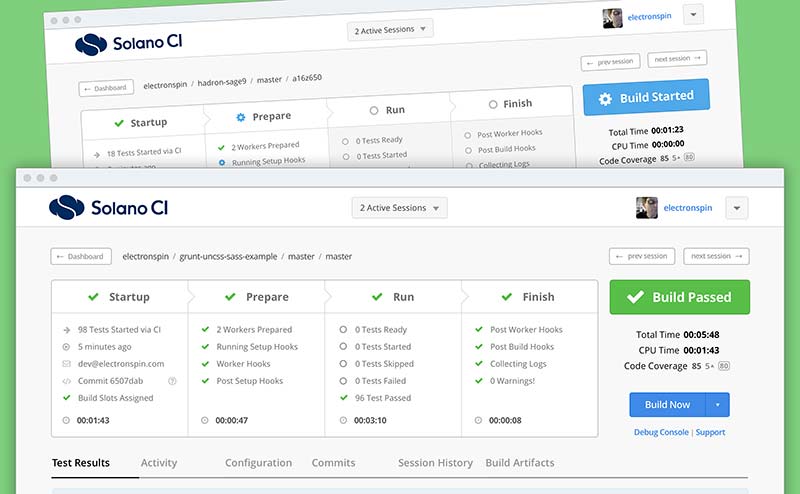 Solano CI
2 Active Sessions
electronspin
← Dashboard
electronspin / hadron-sage9 / master / a16z650
← prev session
next session →
Startup
Prepare
Run
Finish
Build Started
→ 18 Tests Started via CI
2 Workers Prepared
Running Setup Hooks
0 Tests Ready
0 Tests Started
Post Worker Hooks
Post Build Hooks
Collecting Logs
Total Time 00:01:23
CPU Time 00:00:00
Code Coverage 85 5▴ 80
Solano CI
2 Active Sessions
electronspin
← Dashboard
electronspin / grunt-uncss-sass-example / master / master
← prev session
next session →
Startup
Prepare
Run
Finish
Build Passed
→ 98 Tests Started via CI
5 minutes ago
dev@electronspin.com
</> Commit 6507dab ?
Build Slots Assigned
00:01:43
2 Workers Prepared
Running Setup Hooks
Worker Hooks
Post Setup Hooks
00:00:47
0 Tests Ready
0 Tests Started
0 Tests Skipped
0 Tests Failed
96 Test Passed
00:03:10
Post Worker Hooks
Post Build Hooks
Collecting Logs
0 Warnings!
00:00:08
Total Time 00:05:48
CPU Time 00:01:43
Code Coverage 85 5▴ 80
Build Now
Debug Console | Support
Test Results
Activity
Configuration
Commits
Session History
Build Artifacts